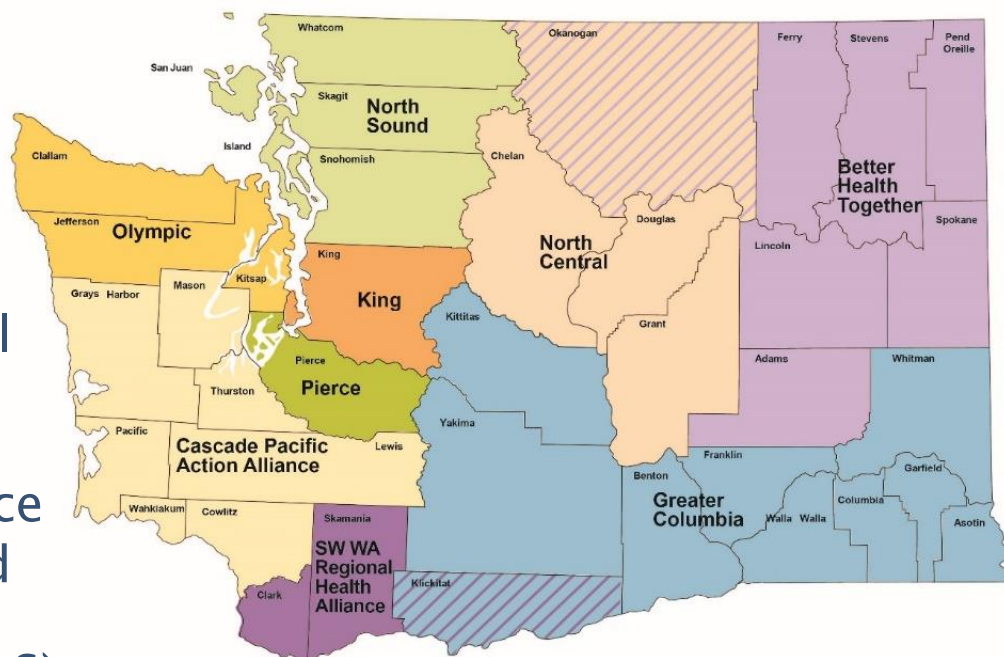 Whatcom
Okanogan
Ferry
Stevens
Pend
Oreille
San Juan
Skagit
North
Sound
Island
Snohomish
Chelan
Clallam
Better
Health
Together
Jefferson
Olympic
Douglas
Spokane
North
Central
Lincoln
King
King
Kitsap
Mason
Grays Harbor
Kittitas
Grant
Pierce
Pierce
Adams
Whitman
Thurston
Yakima
Pacific
Cascade Pacific
Action Alliance
Lewis
Franklin
Benton
Garfield
Greater
Columbia
Columbia
Walla Walla
Asotin
Wahkiakum
Cowlitz
Skamania
SW WA
Regional
Health
Alliance
Klickitat
Clark
l
ce
d